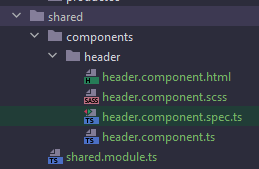 shared
components
header
header.component.html
header.component.scss
header.component.spec.ts
header.component.ts
shared.module.ts